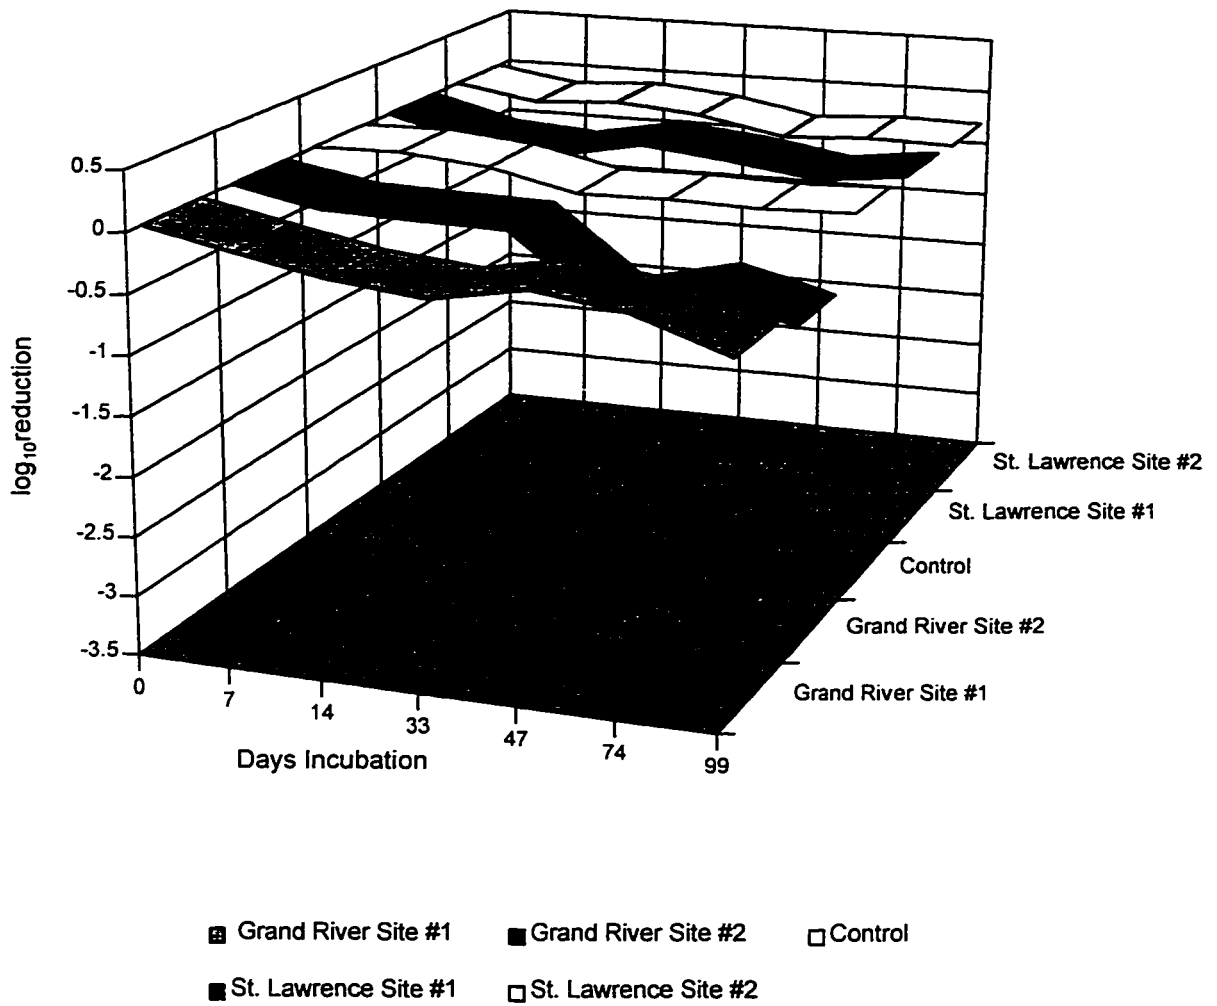 0.5
0
-0.5
-1
-1.5
-2
-2.5
-3
-3.5
log10reduction
0
7
14
33
47
74
99
Days Incubation
St. Lawrence Site #2
St. Lawrence Site #1
Control
Grand River Site #2
Grand River Site #1
Grand River Site #1
Grand River Site #2
Control
St. Lawrence Site #1
St. Lawrence Site #2